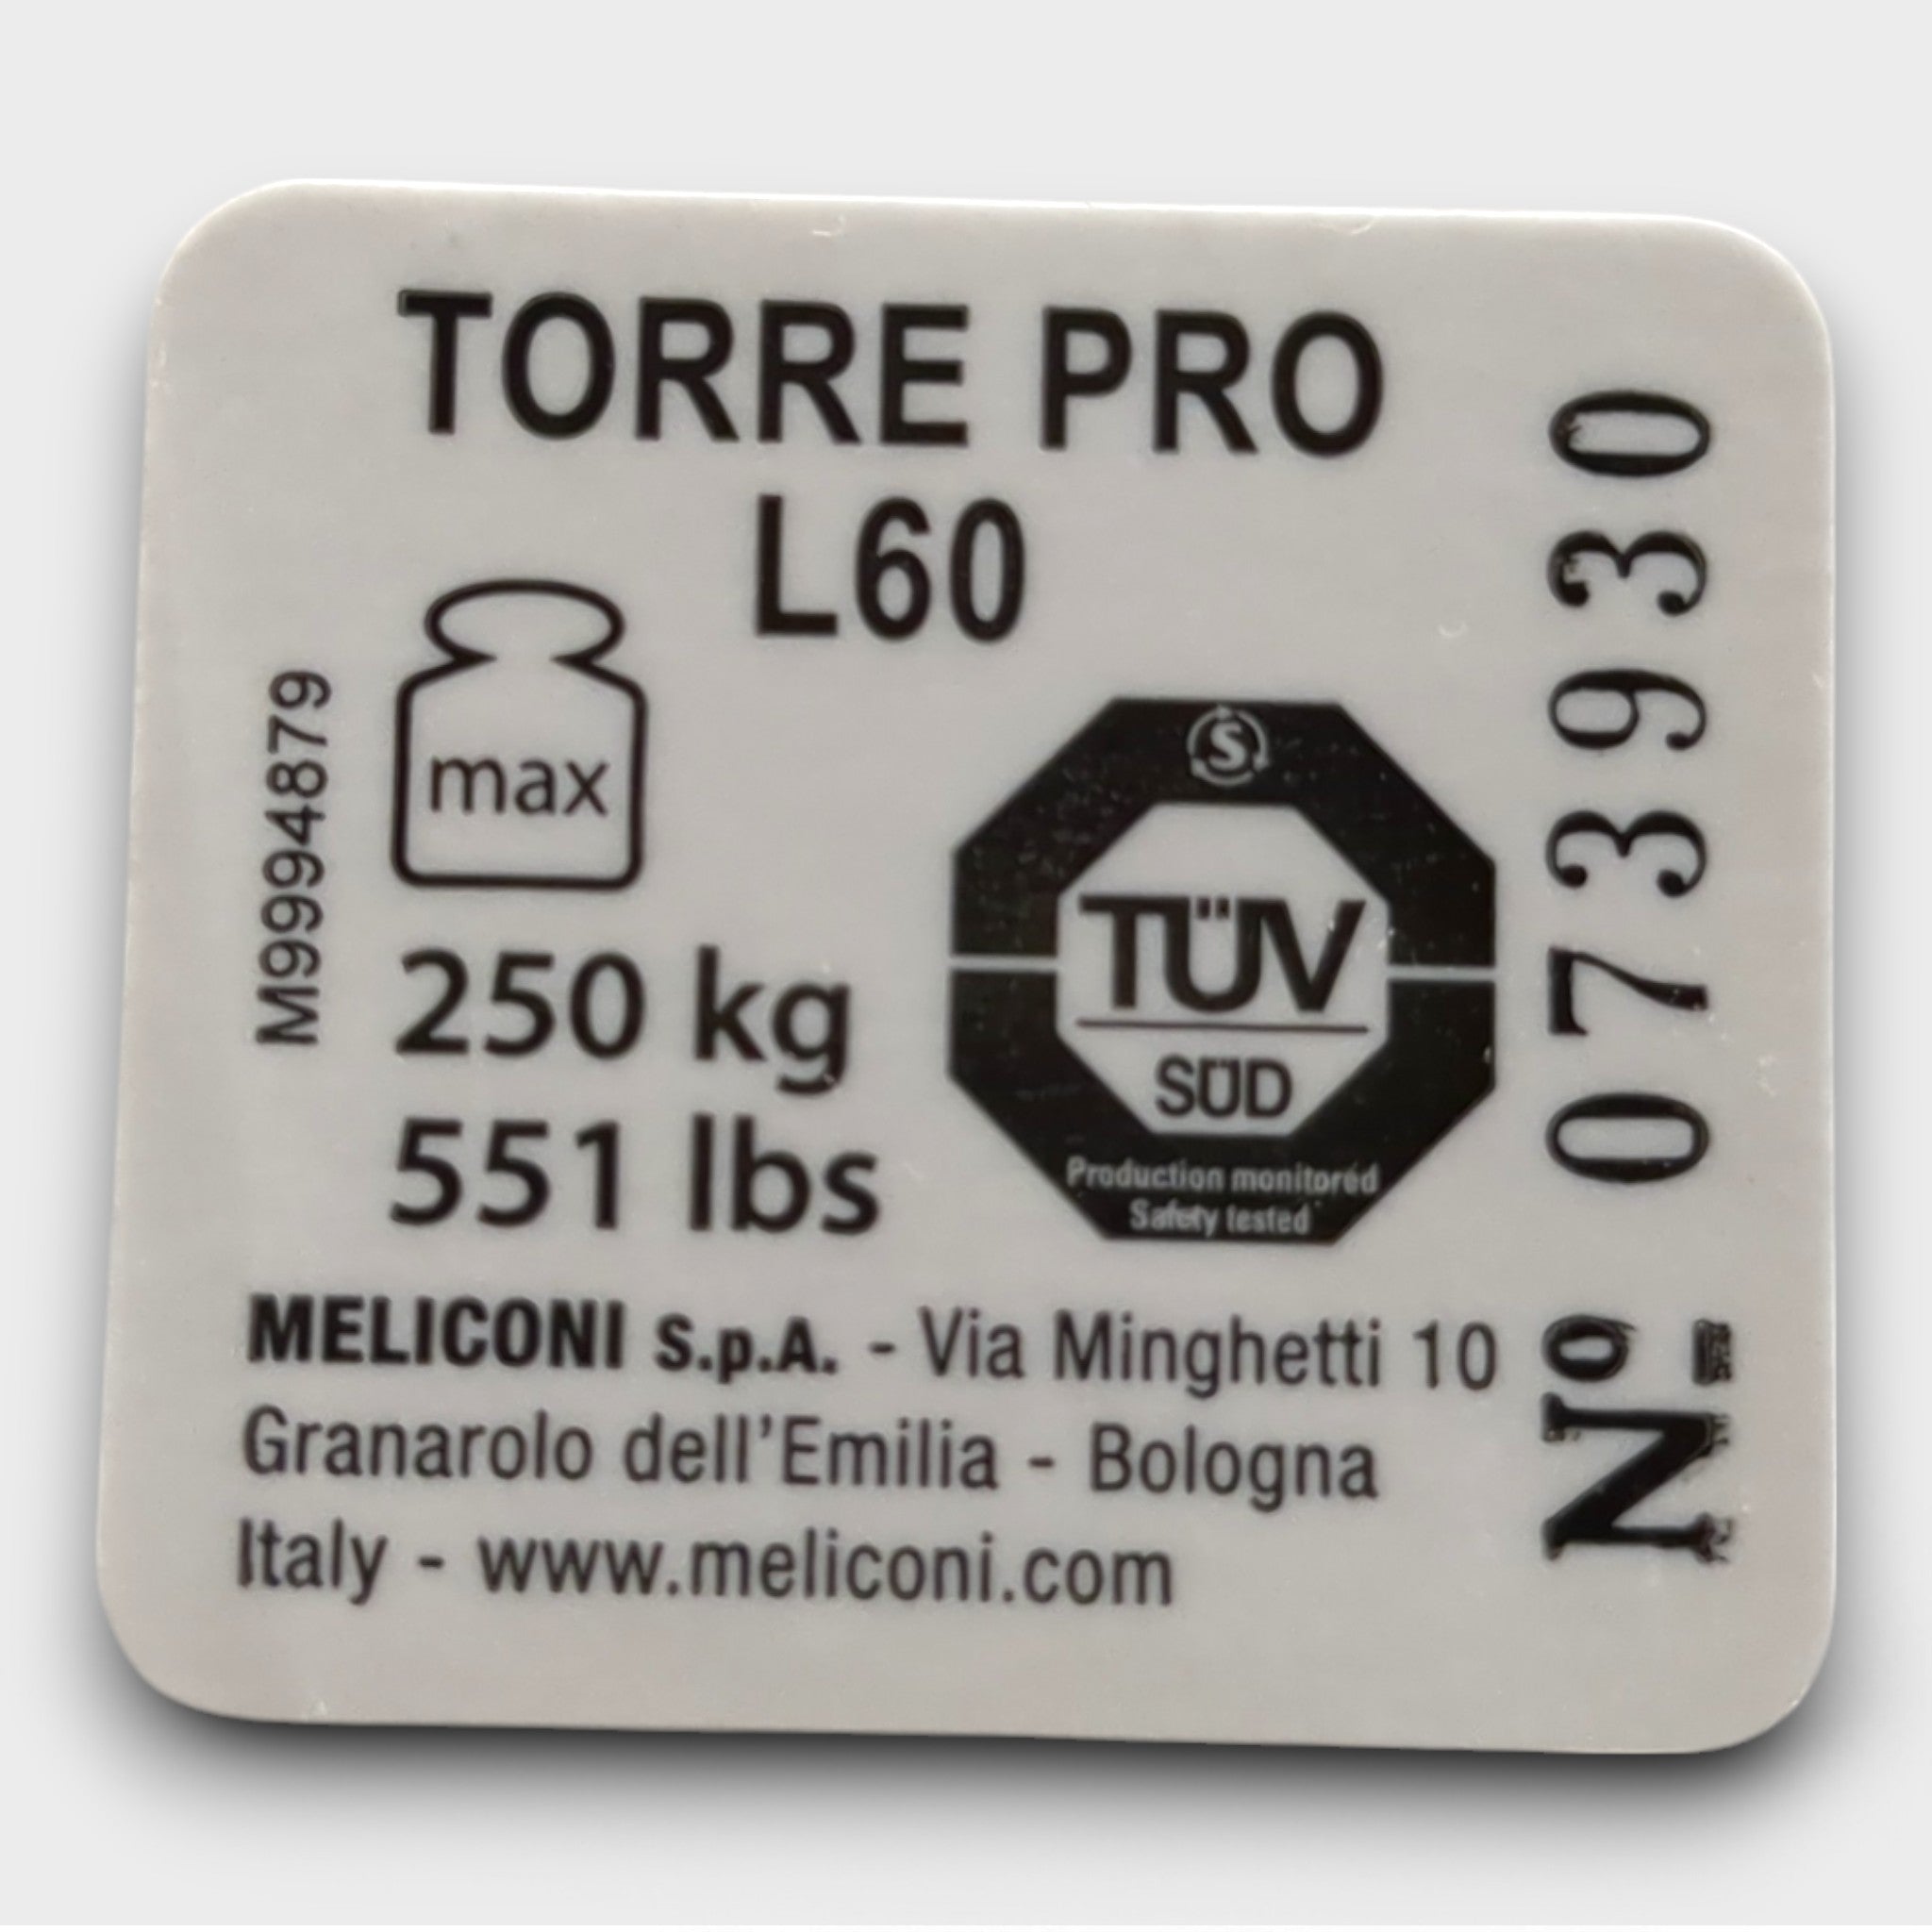 TORRE PRO
L60
M9994879
max
250 kg
551 lbs
S
TÜV
SÜD
Production monitored
Safety tested
Nº 073930
MELICONI S.p.A. - Via Minghetti 10
Granarolo dell'Emilia - Bologna
Italy - www.meliconi.com